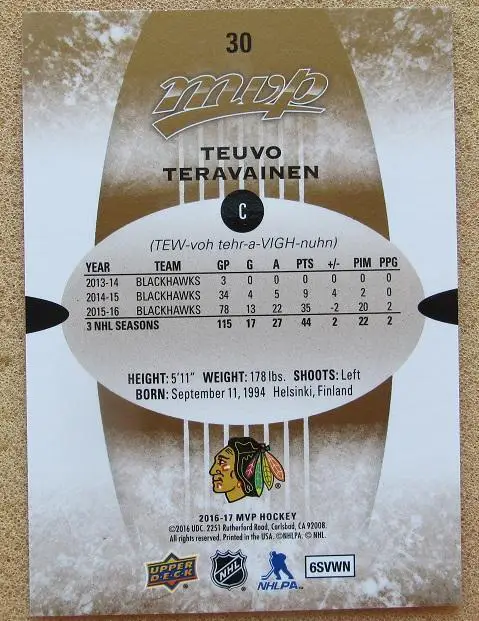 30
mvp
TEUVO
TERAVAINEN
C
(TEW-voh tehr-a-VIGH-nuhn)
YEAR TEAM GP G A PTS +/- PIM PPG
2013-14 BLACKHAWKS 3 0 0 0 0 0 0
2014-15 BLACKHAWKS 34 4 5 9 4 2 0
2015-16 BLACKHAWKS 78 13 22 35 -2 20 2
3 NHL SEASONS 115 17 27 44 2 22 2
HEIGHT: 5'11" WEIGHT: 178 lbs. SHOOTS: Left
BORN: September 11, 1994 Helsinki, Finland
2016-17 MVP HOCKEY
©2016 UDC. 2251 Rutherford Road, Carlsbad, CA 92008.
All rights reserved. Printed in the USA. ©NHLPA. © NHL.
UPPER DECK NHL NHLPA 6SVWN